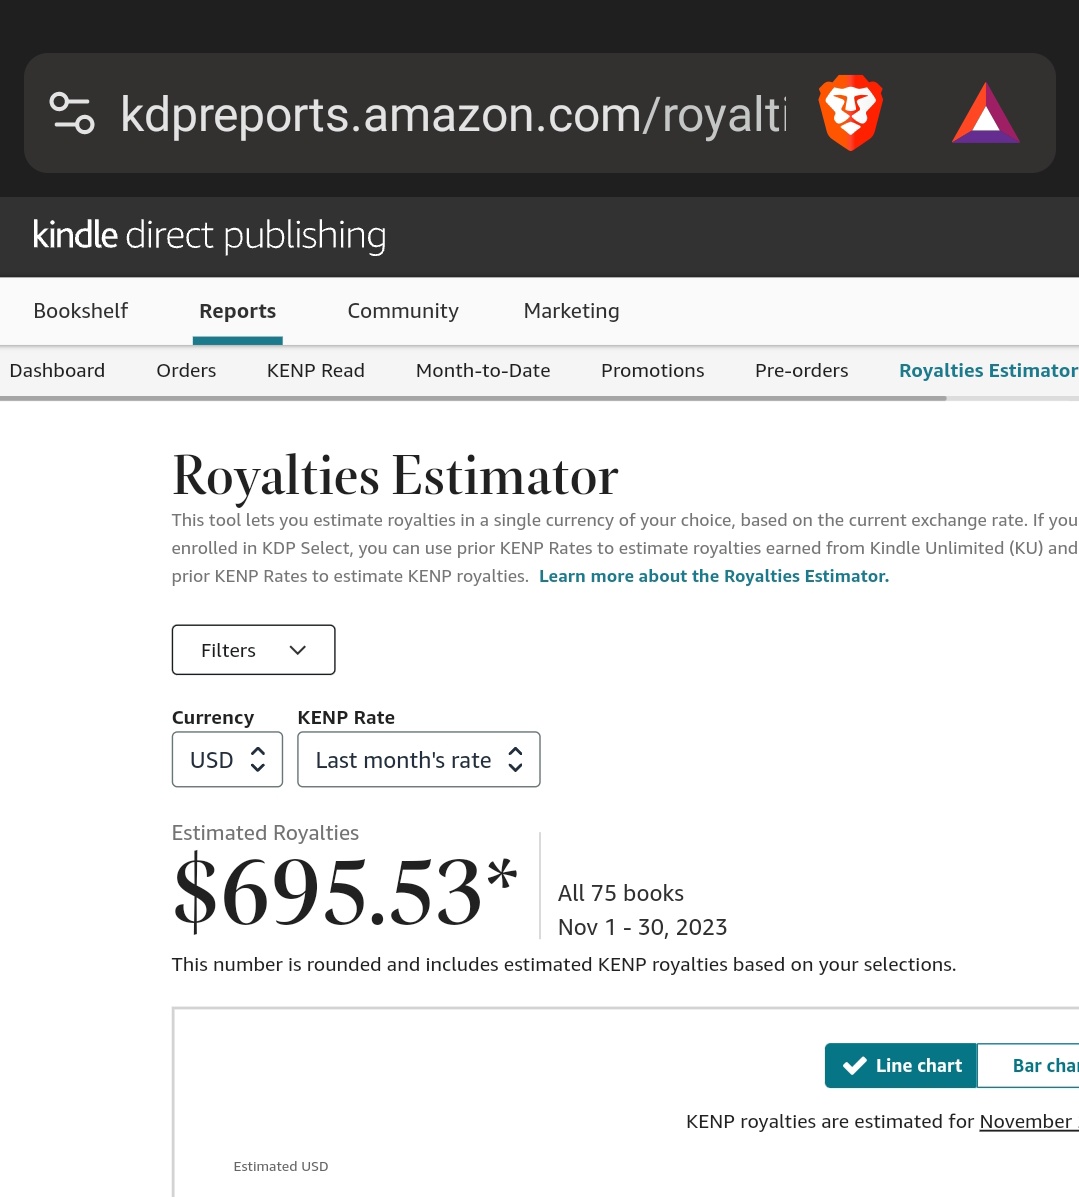 kdpreports.amazon.com/royalti
kindle direct publishing
Bookshelf Reports Community Marketing
Dashboard Orders KENP Read Month-to-Date Promotions Pre-orders Royalties Estimator
Royalties Estimator
This tool lets you estimate royalties in a single currency of your choice, based on the current exchange rate. If you
enrolled in KDP Select, you can use prior KENP Rates to estimate royalties earned from Kindle Unlimited (KU) and
prior KENP Rates to estimate KENP royalties. Learn more about the Royalties Estimator.
Filters
Currency KENP Rate
USD Last month's rate
Estimated Royalties
$695.53*
All 75 books
Nov 1 - 30, 2023
This number is rounded and includes estimated KENP royalties based on your selections.
Line chart Bar char
KENP royalties are estimated for November
Estimated USD